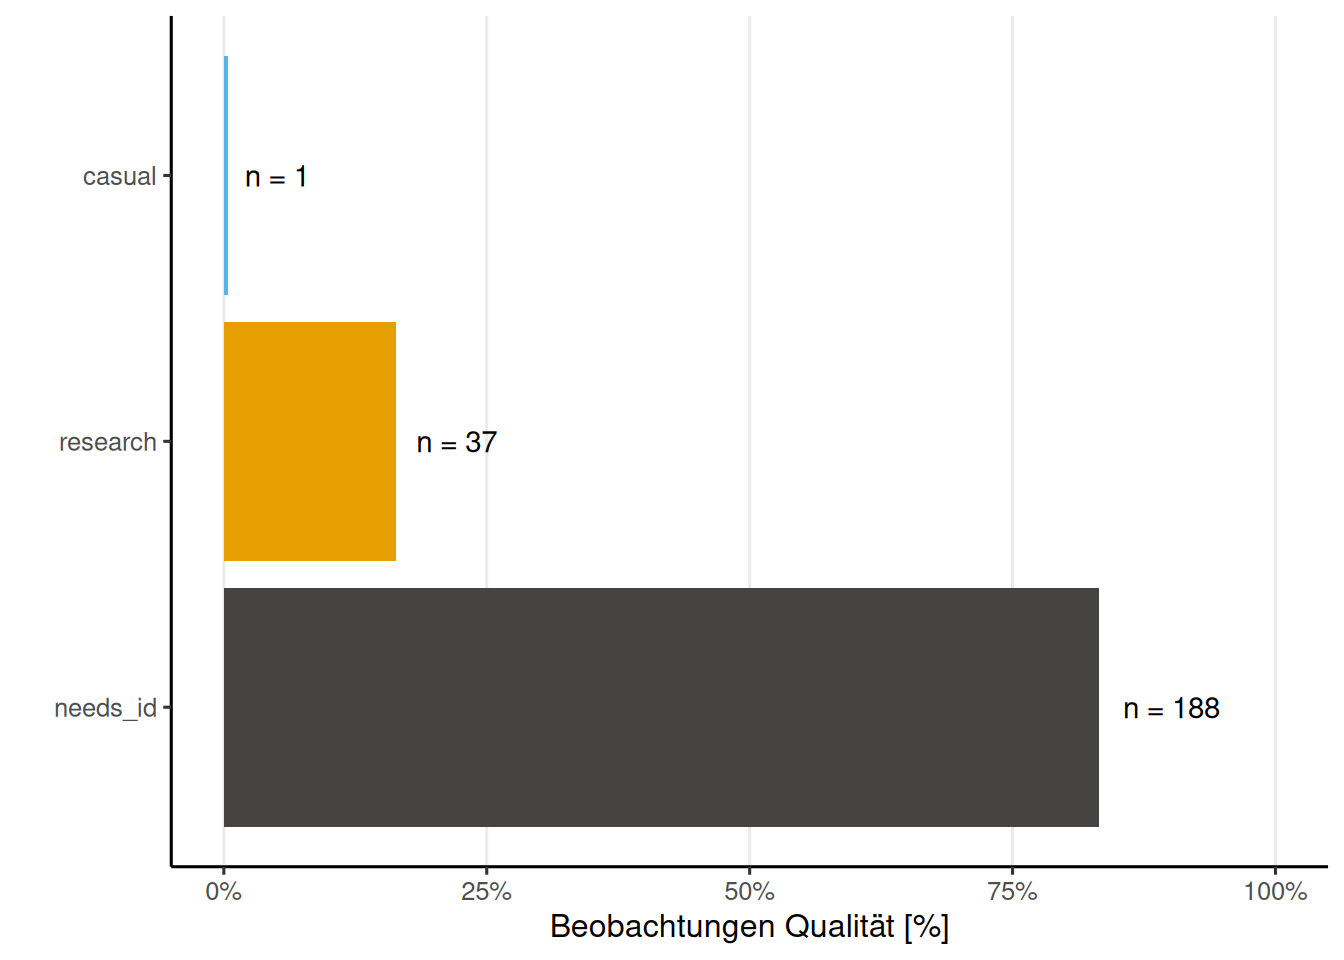 casual
n = 1
research
n = 37
needs_id
n = 188
0% 25% 50% 75% 100%
Beobachtungen Qualität [%]